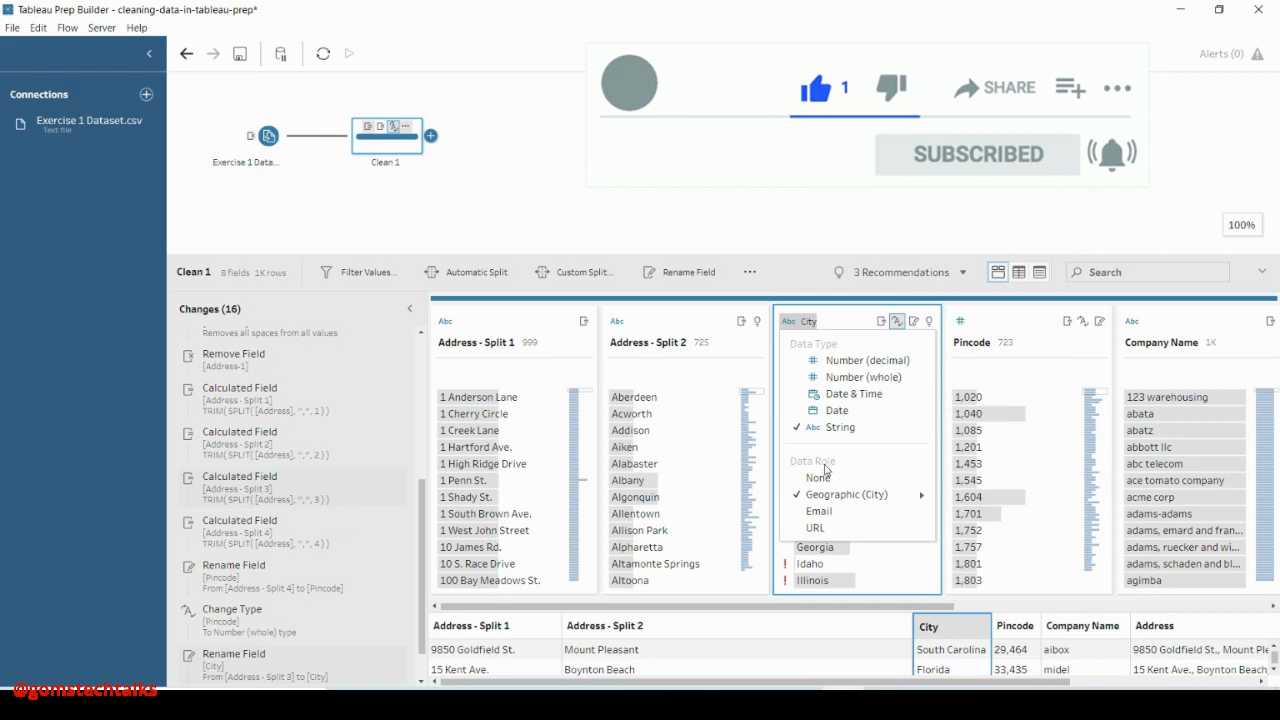 Tableau Prep Builder - cleaning-data-in-tableau-prep*
File Edit Flow Server Help
Alerts (0)
1 SHARE
SUBSCRIBED
Connections
Exercise 1 Dataset.csv
Text file
Exercise 1 Data...
Clean 1
100%
Clean 1 8 fields 1K rows Filter Values... Automatic Split Custom Split... Rename Field ... 3 Recommendations Search
Changes (16)
Removes all spaces from all values
Remove Field
[Address-1]
Calculated Field
[Address - Split 1]
TRIM( SPLIT( [Address], ",", 1 ) )
Calculated Field
[Address - Split 2]
TRIM( SPLIT( [Address], ",", 2 ) )
Calculated Field
[Address - Split 3]
TRIM( SPLIT( [Address], ",", 3 ) )
Calculated Field
[Address - Split 4]
TRIM( SPLIT( [Address], ",", 4 ) )
Rename Field
[Pincode]
From [Address - Split 4] to [Pincode]
Change Type
[Pincode]
To Number (whole) type
Rename Field
[City]
From [Address - Split 3] to [City]
Abc
Address - Split 1 999
1 Anderson Lane
1 Cherry Circle
1 Creek Lane
1 Hartford Ave.
1 High Ridge Drive
1 Penn St.
1 Shady St.
1 South Brown Ave.
1 West John Street
10 James Rd.
10 S. Race Drive
100 Bay Meadows St.
Abc
Address - Split 2 725
Aberdeen
Acworth
Addison
Aiken
Alabaster
Albany
Algonquin
Allentown
Allison Park
Alpharetta
Altamonte Springs
Altoona
Abc City
Data Type
# Number (decimal)
# Number (whole)
Date & Time
Date
✓ Abc String
Data Role
None
✓ Geographic (City)
Email
URL
Georgia
! Idaho
! Illinois
#
Pincode 723
1,020
1,040
1,085
1,201
1,453
1,545
1,604
1,701
1,752
1,757
1,801
1,803
Abc
Company Name 1K
123 warehousing
abata
abatz
abbott llc
abc telecom
ace tomato company
acme corp
adams-adams
adams, emard and fran...
adams, ruecker and wi...
adams, schaden and bl...
agimba
Address - Split 1 Address - Split 2 City Pincode Company Name Address
9850 Goldfield St. Mount Pleasant South Carolina 29,464 aibox 9850 Goldfield St., Mount Ple
15 Kent Ave. Boynton Beach Florida 33,435 midel 15 Kent Ave., Boynton Beach
@gomstechtalks